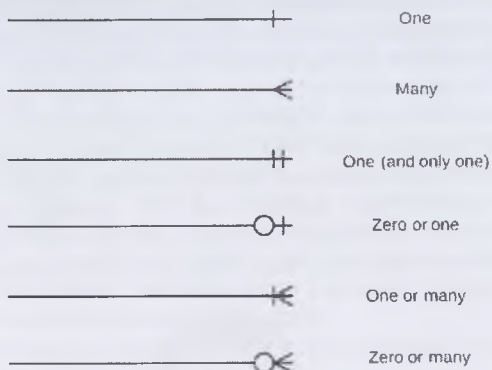 One
Many
One (and only one)
Zero or one
One or many
Zero or many